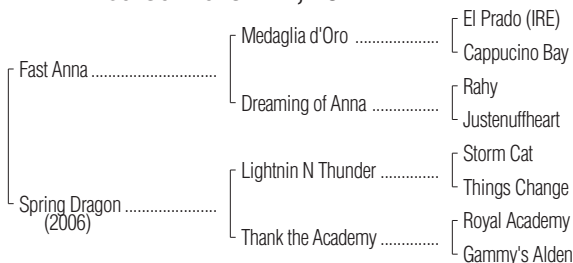 El Prado (IRE)
Medaglia d'Oro ..................
Cappucino Bay
Fast Anna ............................
Rahy
Dreaming of Anna ...............
Justenuffheart
Storm Cat
Lightnin N Thunder ..............
Things Change
Spring Dragon .....................
(2006)
Royal Academy
Thank the Academy .............
Gammy's Alden